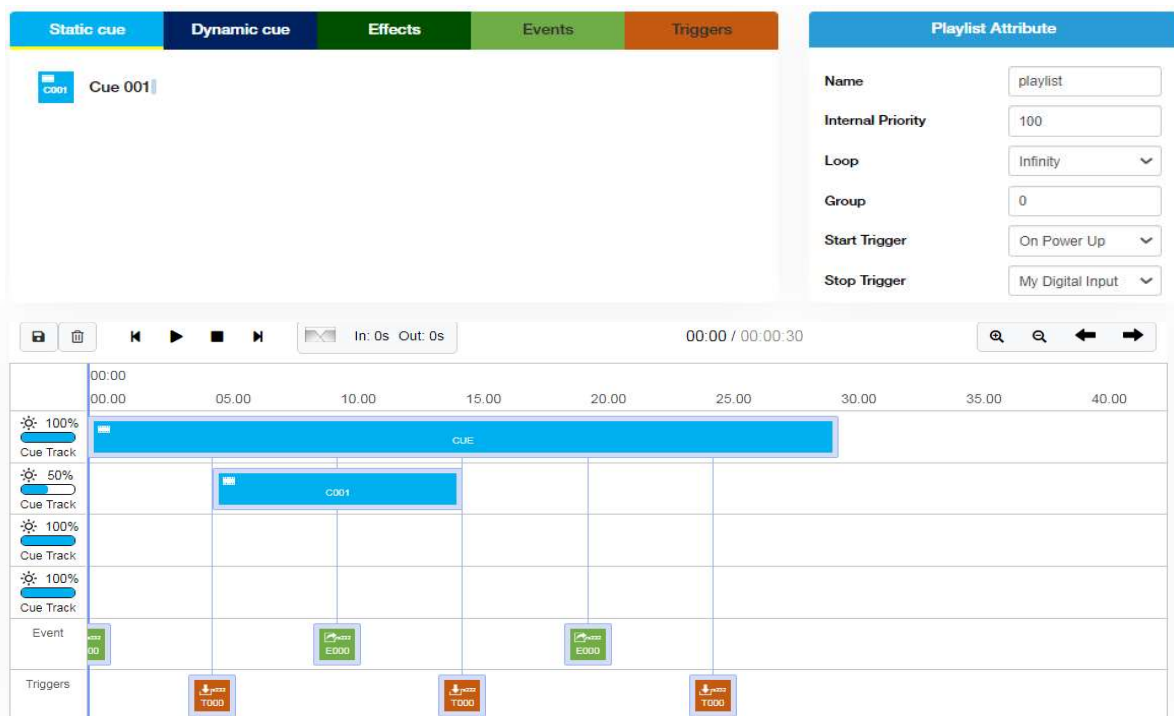 Static cue Dynamic cue Effects Events Triggers
C001 Cue 001
Playlist Attribute
Name playlist
Internal Priority 100
Loop Infinity
Group 0
Start Trigger On Power Up
Stop Trigger My Digital Input
In: 0s Out: 0s 00:00 / 00:00:30
00:00
00.00 05.00 10.00 15.00 20.00 25.00 30.00 35.00 40.00
100%
CUE
Cue Track
50%
C001
Cue Track
100%
Cue Track
100%
Cue Track
Event
00 E000 E000
Triggers
T000 T000 T000